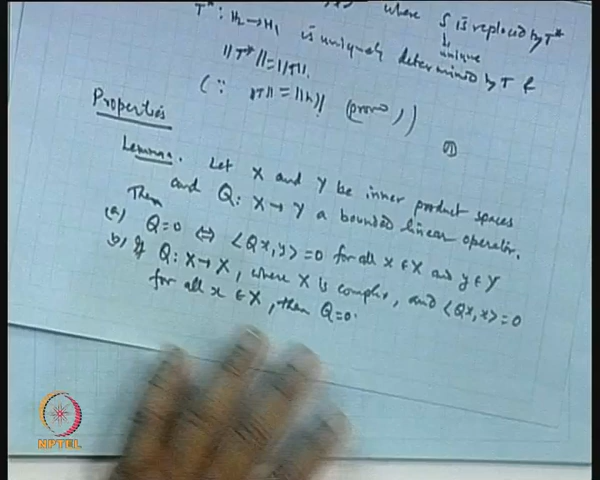 where S is replaced by T*
unique
T* : H₂→H₁ is uniquely determined by T &
||T*||=||T||.
(∵ ||T||=||h|| (proved))
Properties
Lemma. Let X and Y be inner product spaces
and Q: X→Y a bounded linear operator.
Then
(a) Q=0 ⇔ ⟨Qx,y⟩=0 for all x∈X and y∈Y
b) If Q: X→X, where X is complex, and ⟨Qx,x⟩=0
for all x∈X, then Q=0.
NPTEL